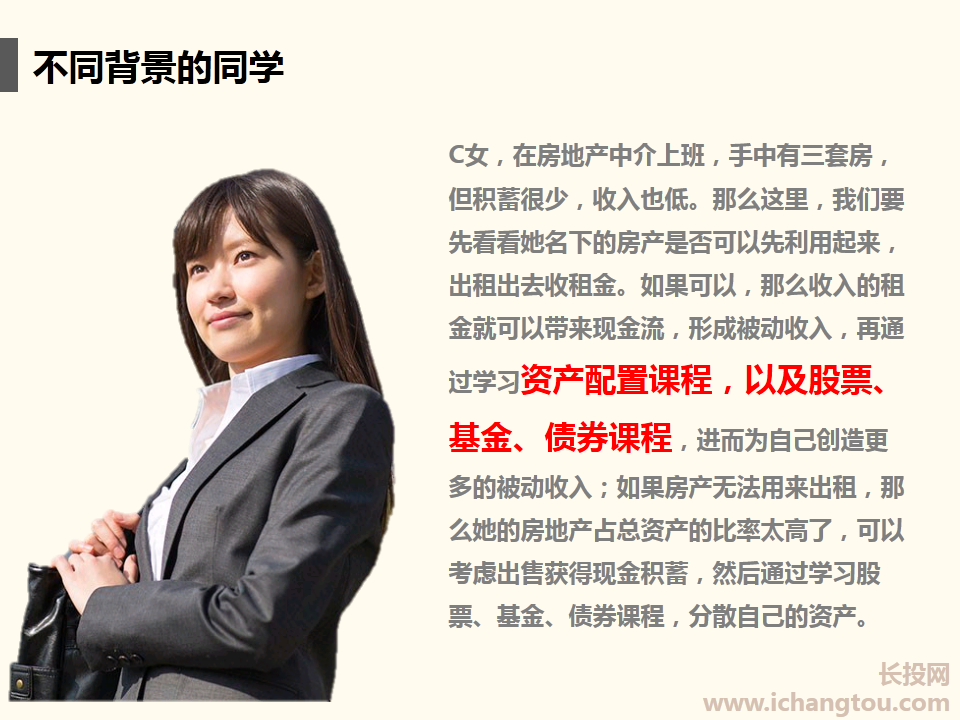 不同背景的同学
C女，在房地产中介上班，手中有三套房，
但积蓄很少，收入也低。那么这里，我们要
先看看她名下的房产是否可以先利用起来，
出租出去收租金。如果可以，那么收入的租
金就可以带来现金流，形成被动收入，再通
过学习资产配置课程，以及股票、
基金、债券课程，进而为自己创造更
多的被动收入；如果房产无法用来出租，那
么她的房地产占总资产的比率太高了，可以
考虑出售获得现金积蓄，然后通过学习股
票、基金、债券课程，分散自己的资产。
长投网
www.ichangtou.com